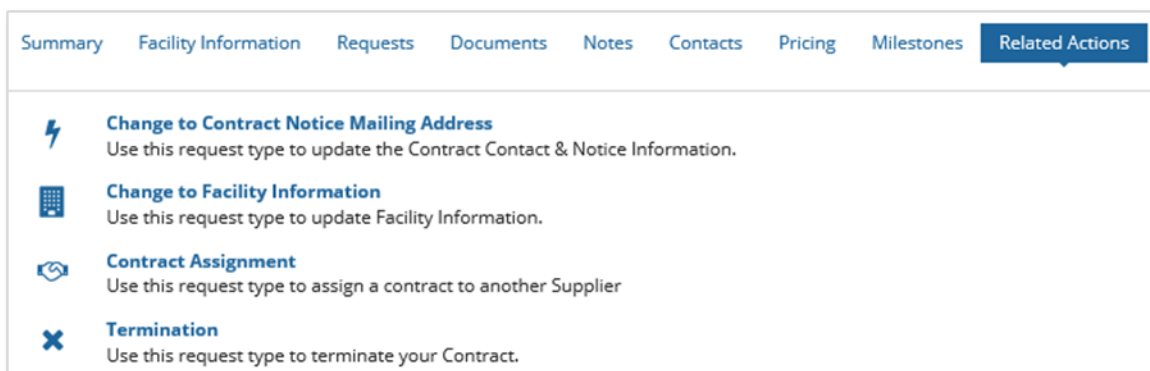 Summary Facility Information Requests Documents Notes Contacts Pricing Milestones Related Actions
Change to Contract Notice Mailing Address
Use this request type to update the Contract Contact & Notice Information.
Change to Facility Information
Use this request type to update Facility Information.
Contract Assignment
Use this request type to assign a contract to another Supplier
Termination
Use this request type to terminate your Contract.